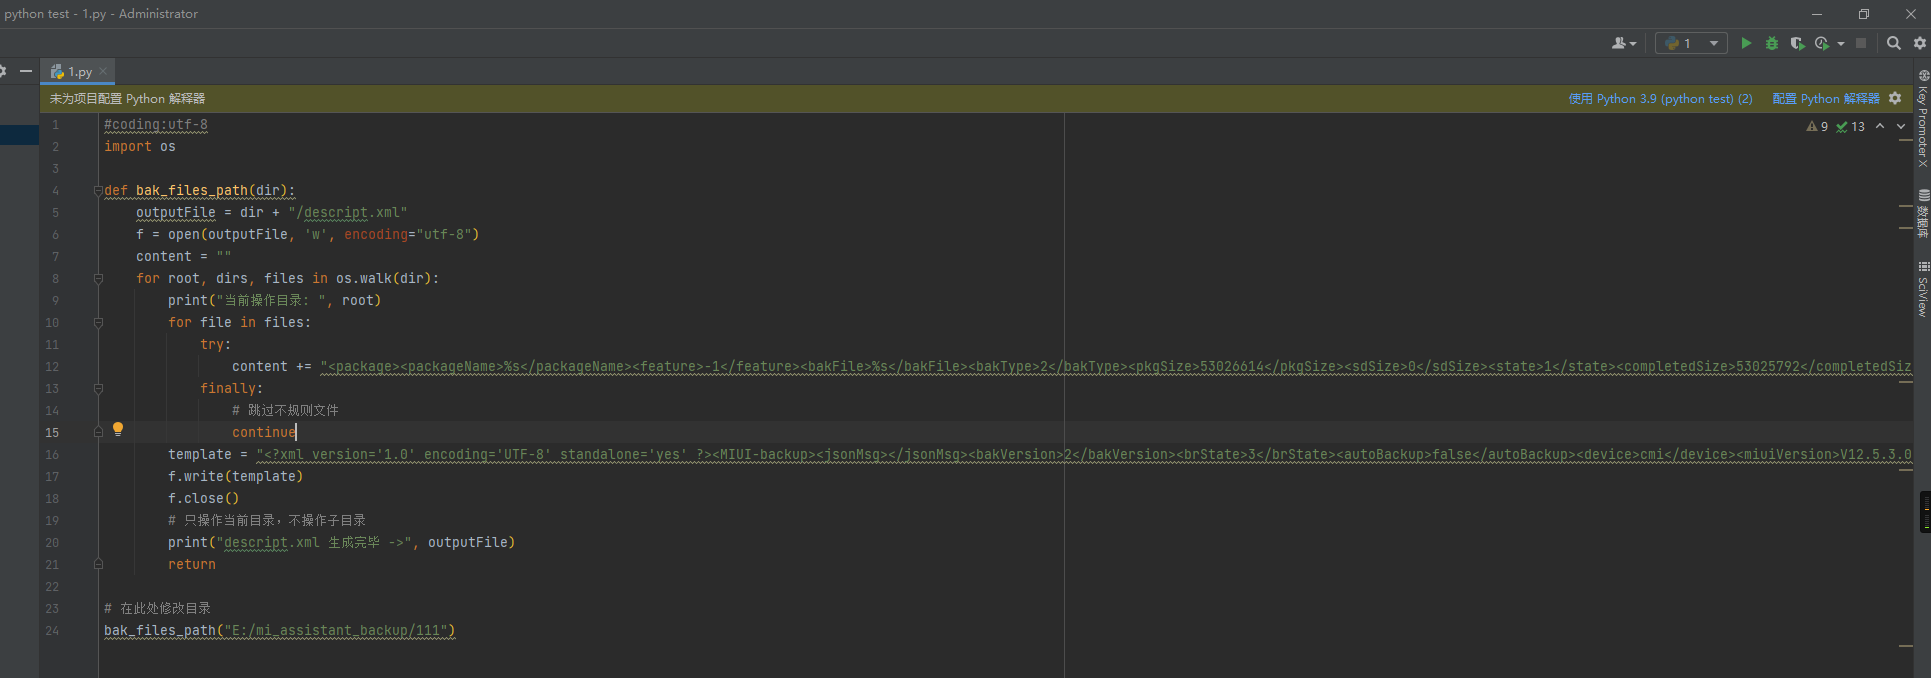 python test - 1.py - Administrator
1
1.py
未为项目配置 Python 解释器
使用 Python 3.9 (python test) (2)
配置 Python 解释器
9
13
1 #coding:utf-8
2 import os
3
4 def bak_files_path(dir):
5 outputFile = dir + "/descript.xml"
6 f = open(outputFile, 'w', encoding="utf-8")
7 content = ""
8 for root, dirs, files in os.walk(dir):
9 print("当前操作目录: ", root)
10 for file in files:
11 try:
12 content += "<package><packageName>%s</packageName><feature>-1</feature><bakFile>%s</bakFile><bakType>2</bakType><pkgSize>53026614</pkgSize><sdSize>0</sdSize><state>1</state><completedSize>53025792</completedSiz
13 finally:
14 # 跳过不规则文件
15 continue
16 template = "<?xml version='1.0' encoding='UTF-8' standalone='yes' ?><MIUI-backup><jsonMsg></jsonMsg><bakVersion>2</bakVersion><brState>3</brState><autoBackup>false</autoBackup><device>cmi</device><miuiVersion>V12.5.3.0
17 f.write(template)
18 f.close()
19 # 只操作当前目录，不操作子目录
20 print("descript.xml 生成完毕 ->", outputFile)
21 return
22
23 # 在此处修改目录
24 bak_files_path("E:/mi_assistant_backup/111")
Key Promoter X
数据库
SciView